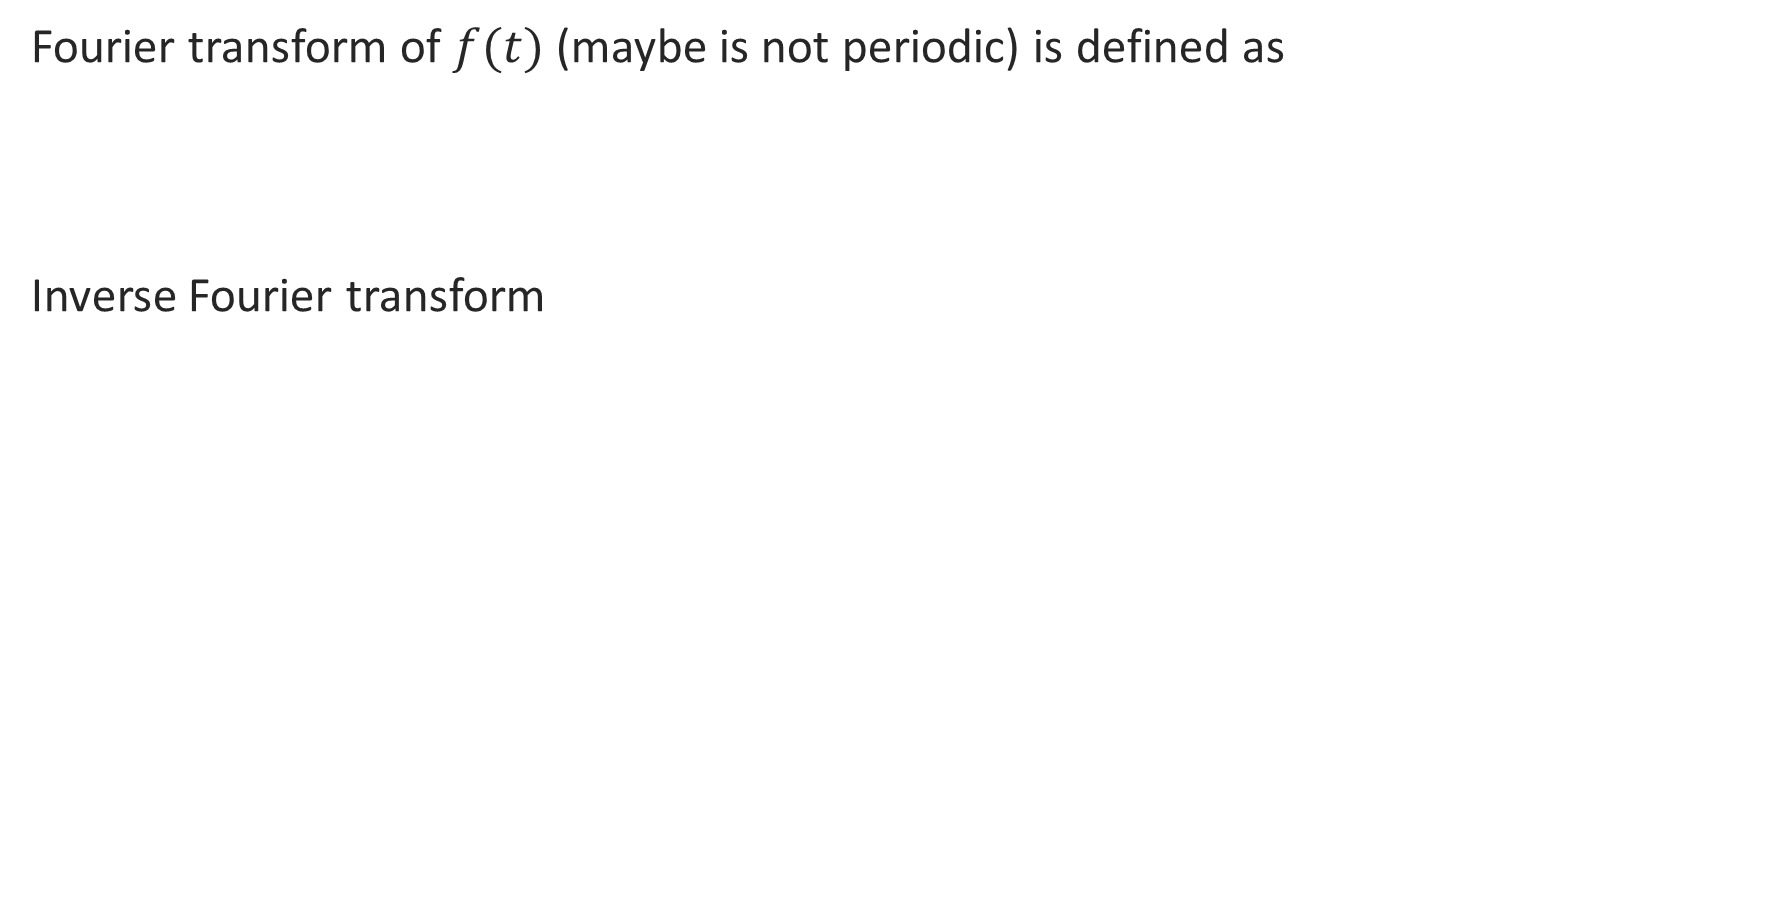 Fourier transform of f(t) (maybe is not periodic) is defined as
Inverse Fourier transform